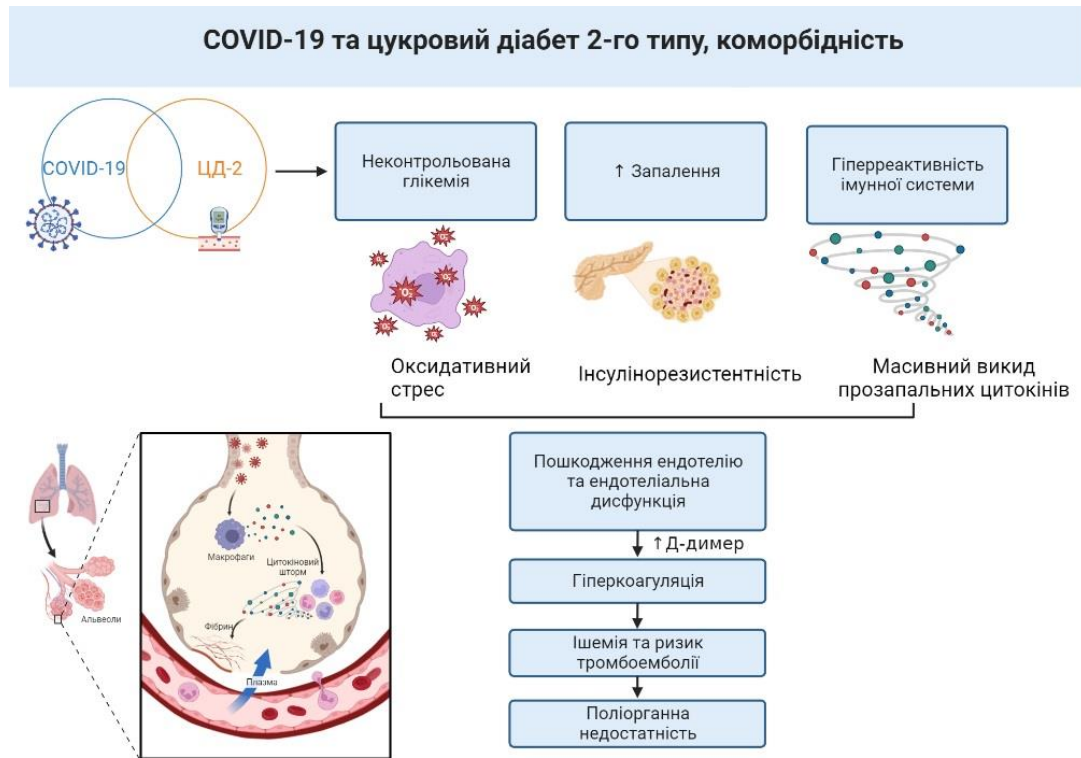 COVID-19 та цукровий діабет 2-го типу, коморбідність
COVID-19
ЦД-2
Неконтрольована
глікемія
↑ Запалення
Гіперреактивність
імунної системи
Оксидативний
стрес
Інсулінорезистентність
Масивний викид
прозапальних цитокінів
Альвеоли
Макрофаги
Цитокіновий
шторм
Фібрин
Плазма
Пошкодження ендотелію
та ендотеліальна
дисфункція
↑Д-димер
Гіперкоагуляція
Ішемія та ризик
тромбоемболії
Поліорганна
недостатність